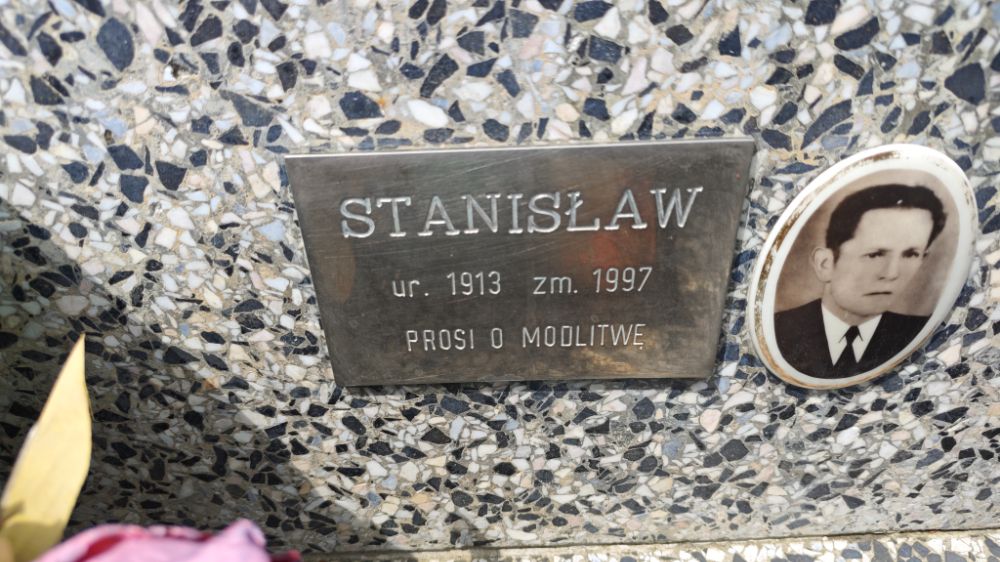 STANISŁAW
ur. 1913 zm. 1997
PROSI O MODLITWĘ